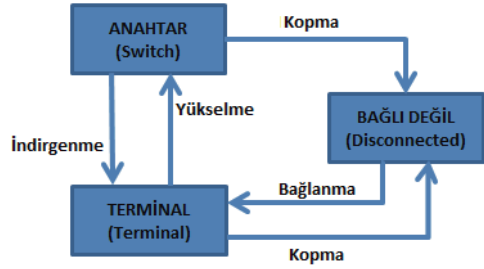 ANAHTAR
(Switch)
Kopma
Yükselme
İndirgenme
BAĞLI DEĞİL
(Disconnected)
Bağlanma
TERMİNAL
(Terminal)
Kopma